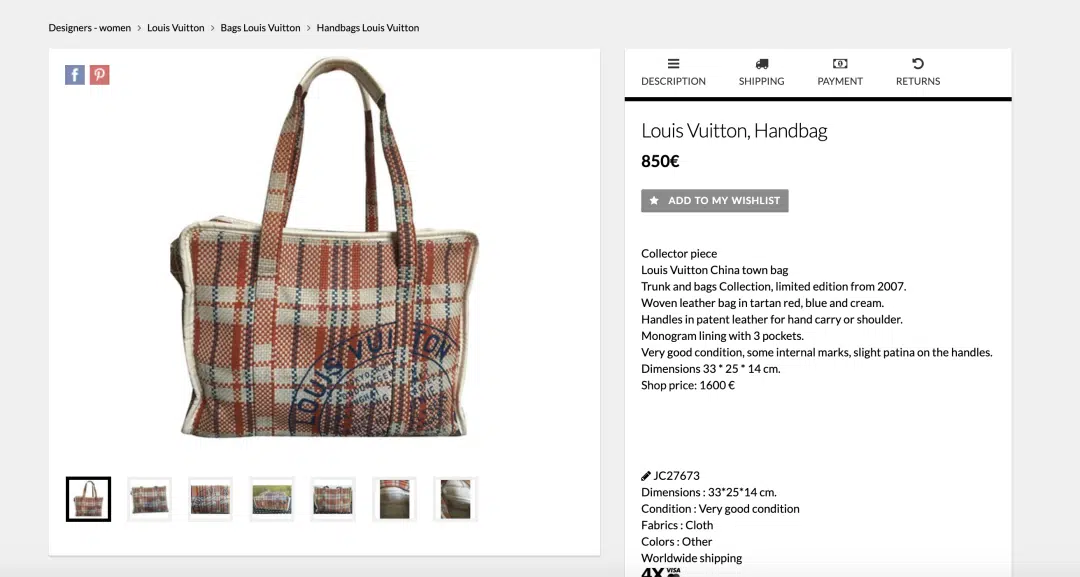 Designers - women > Louis Vuitton > Bags Louis Vuitton > Handbags Louis Vuitton
f
DESCRIPTION SHIPPING PAYMENT RETURNS
Louis Vuitton, Handbag
850€
ADD TO MY WISHLIST
Collector piece
Louis Vuitton China town bag
Trunk and bags Collection, limited edition from 2007.
Woven leather bag in tartan red, blue and cream.
Handles in patent leather for hand carry or shoulder.
Monogram lining with 3 pockets.
Very good condition, some internal marks, slight patina on the handles.
Dimensions 33 * 25 * 14 cm.
Shop price: 1600 €
LOUIS VUITTON
JC27673
Dimensions : 33*25*14 cm.
Condition : Very good condition
Fabrics : Cloth
Colors : Other
Worldwide shipping
4X VISA